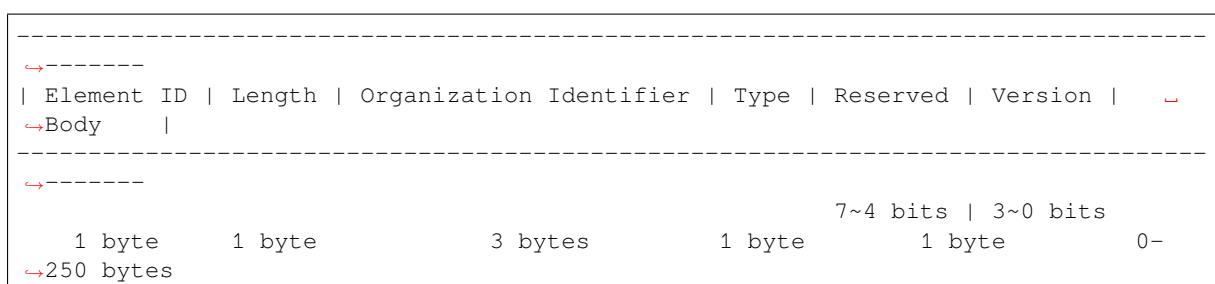 ------------------------------------------------------------------------------------
↪-------
| Element ID | Length | Organization Identifier | Type | Reserved | Version |   ␣
↪Body    |
------------------------------------------------------------------------------------
↪-------
                                                          7~4 bits | 3~0 bits
    1 byte     1 byte            3 bytes         1 byte        1 byte        0-
↪250 bytes